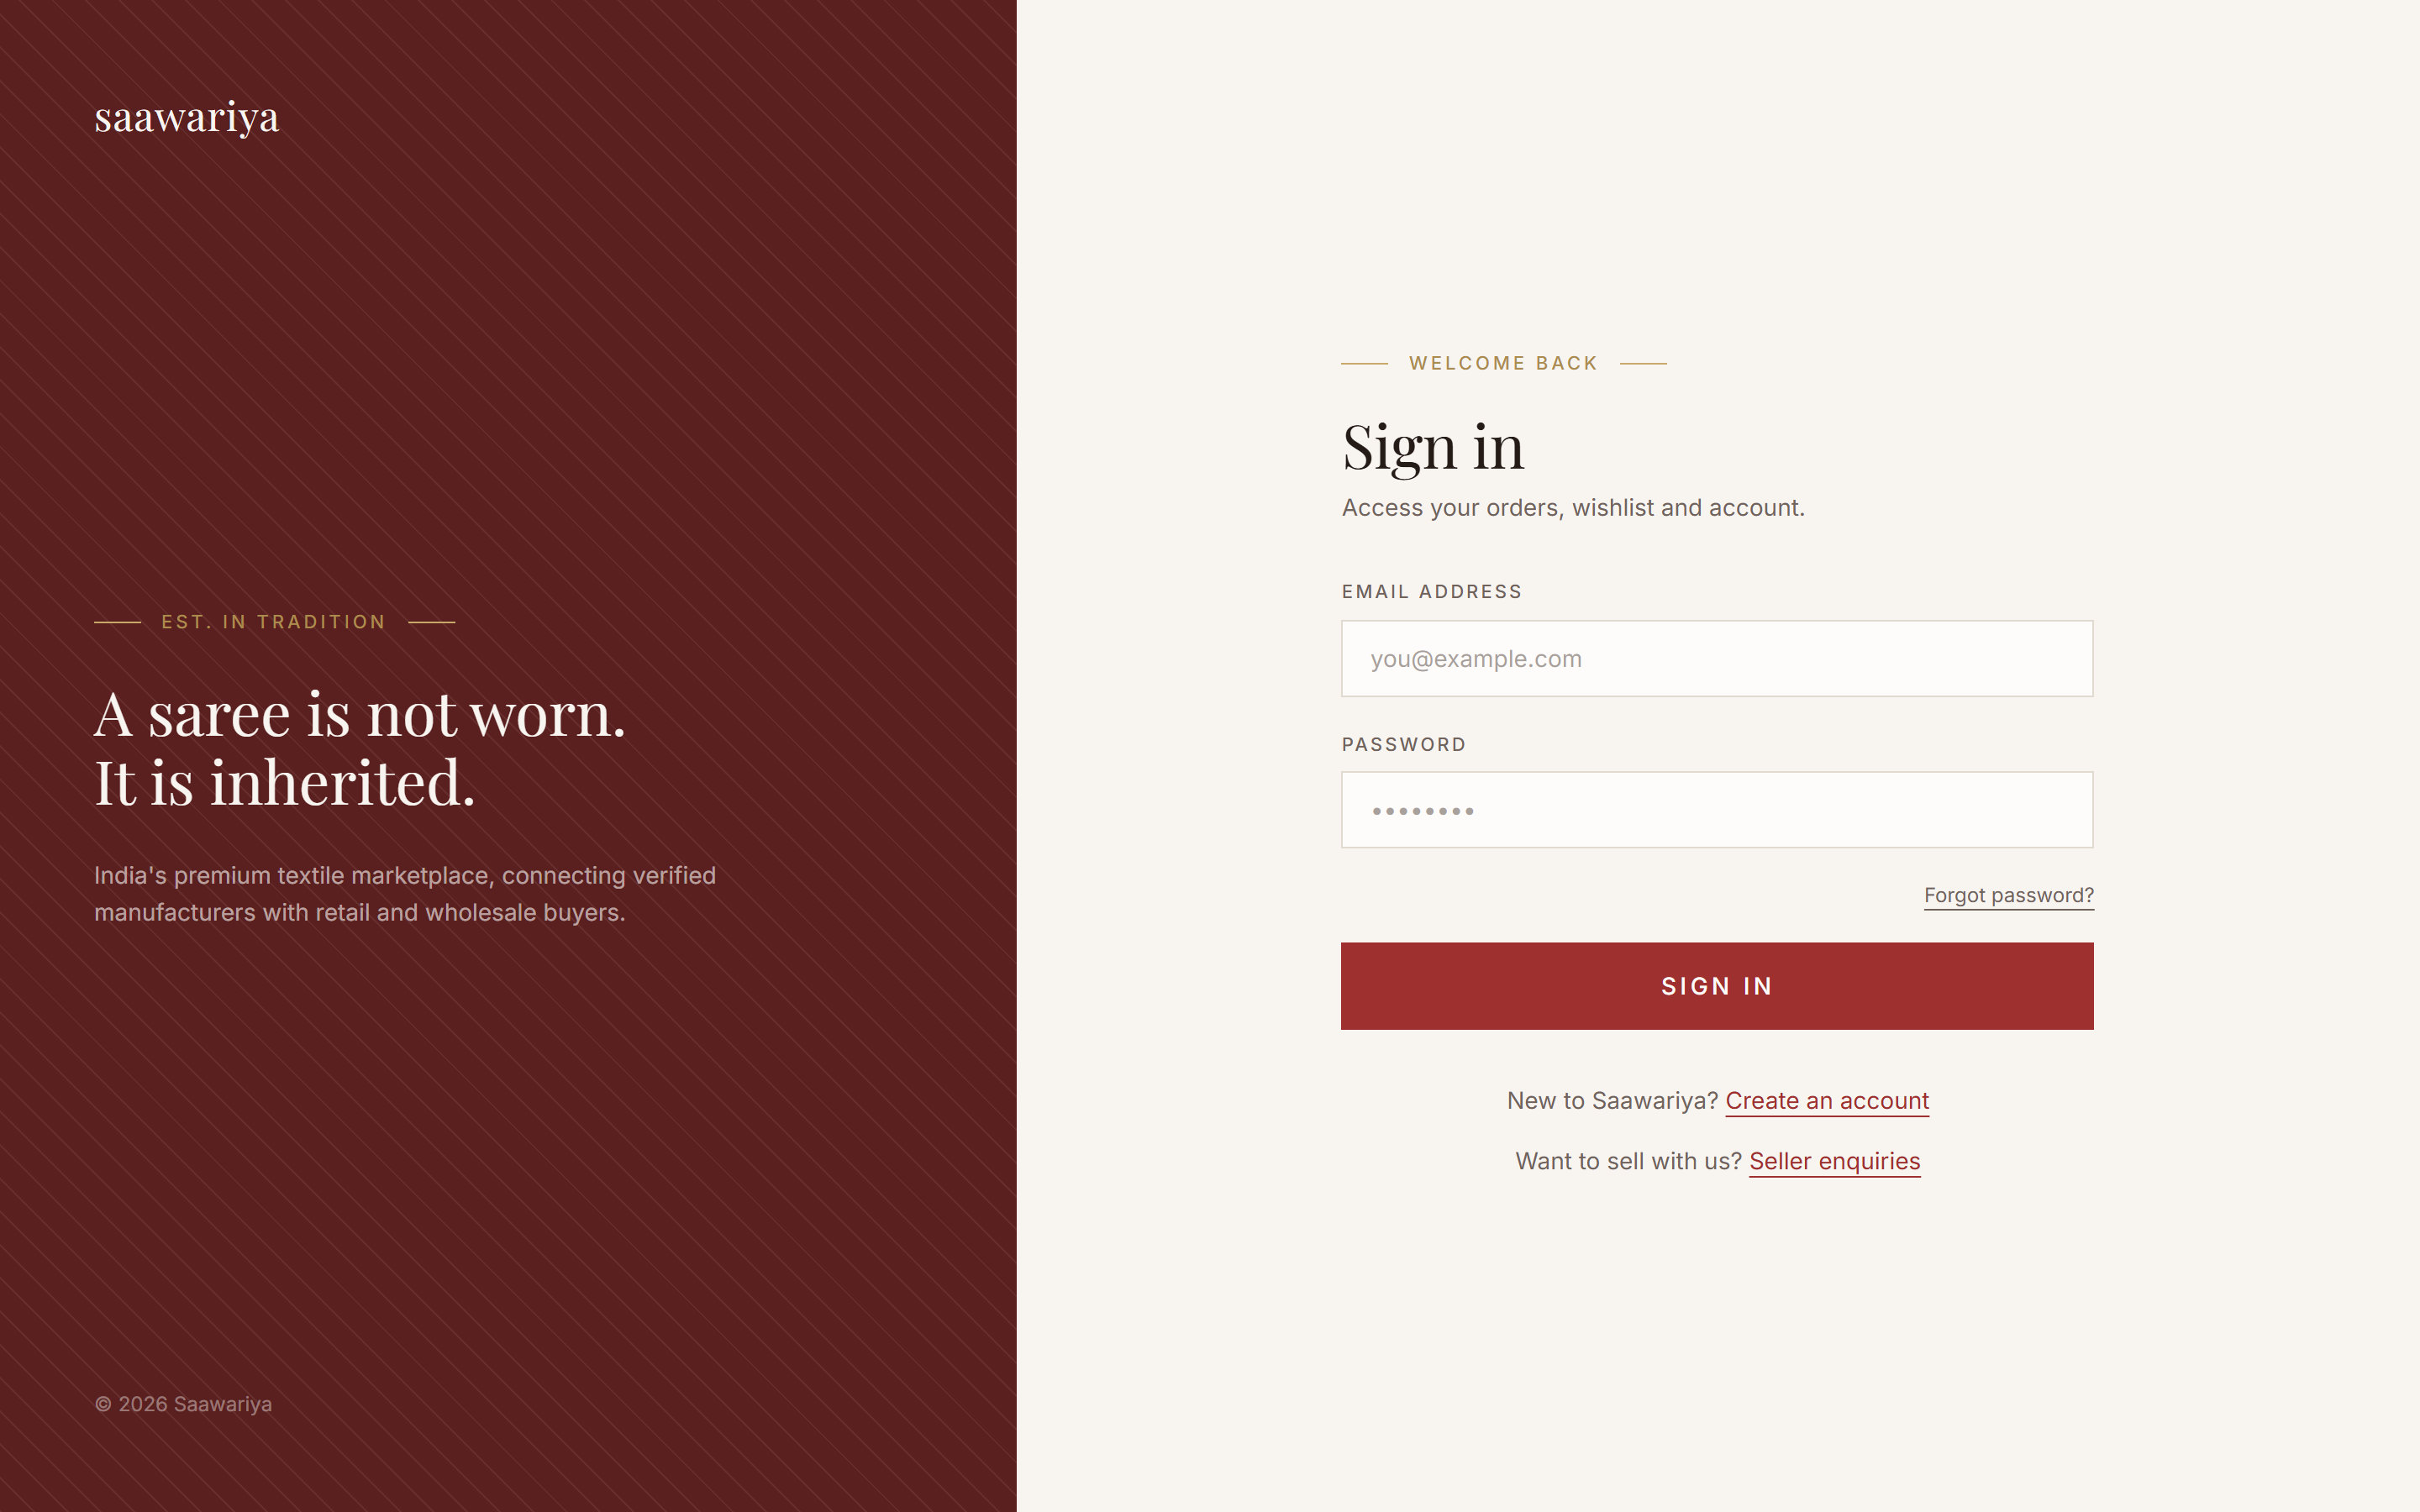 saawariya
EST. IN TRADITION
A saree is not worn.
It is inherited.
India's premium textile marketplace, connecting verified
manufacturers with retail and wholesale buyers.
© 2026 Saawariya
WELCOME BACK
Sign in
Access your orders, wishlist and account.
EMAIL ADDRESS
you@example.com
PASSWORD
••••••••
Forgot password?
SIGN IN
New to Saawariya? Create an account
Want to sell with us? Seller enquiries